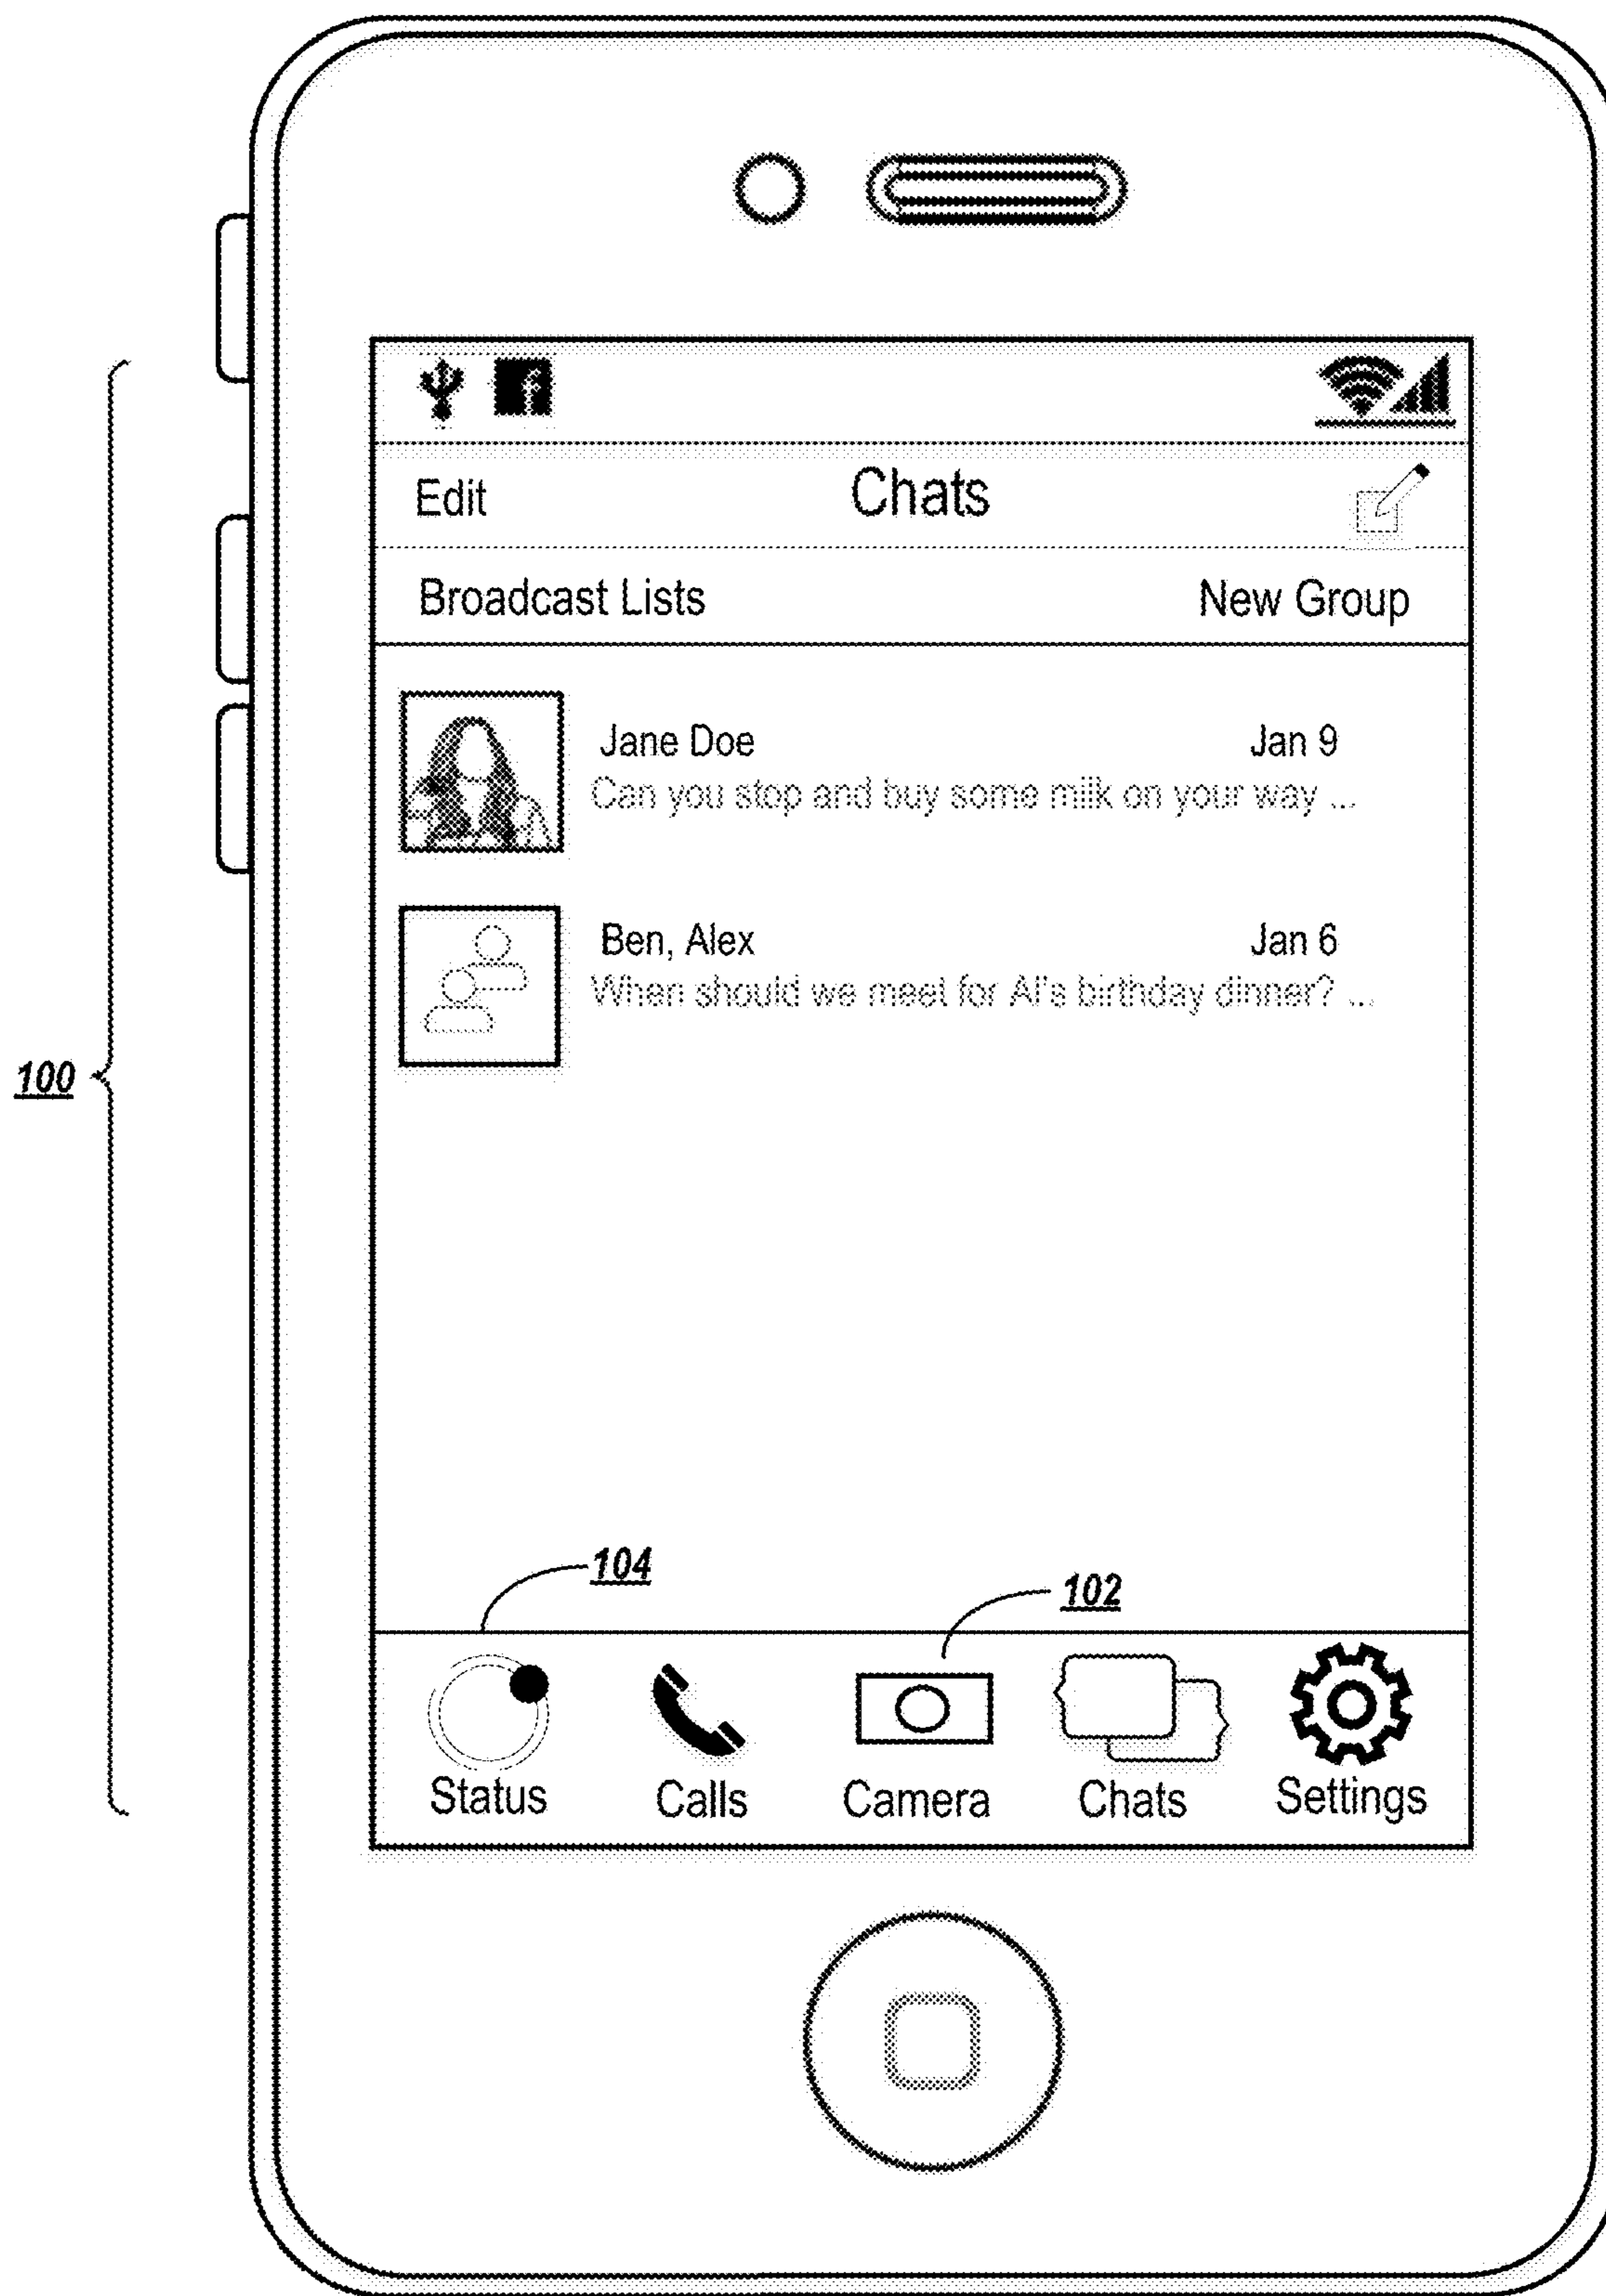 Edit Chats
Broadcast Lists New Group
Jane Doe Jan 9
Can you stop and buy some milk on your way ...
Ben, Alex Jan 6
When should we meet for Al's birthday dinner? ...
100
104
102
Status Calls Camera Chats Settings